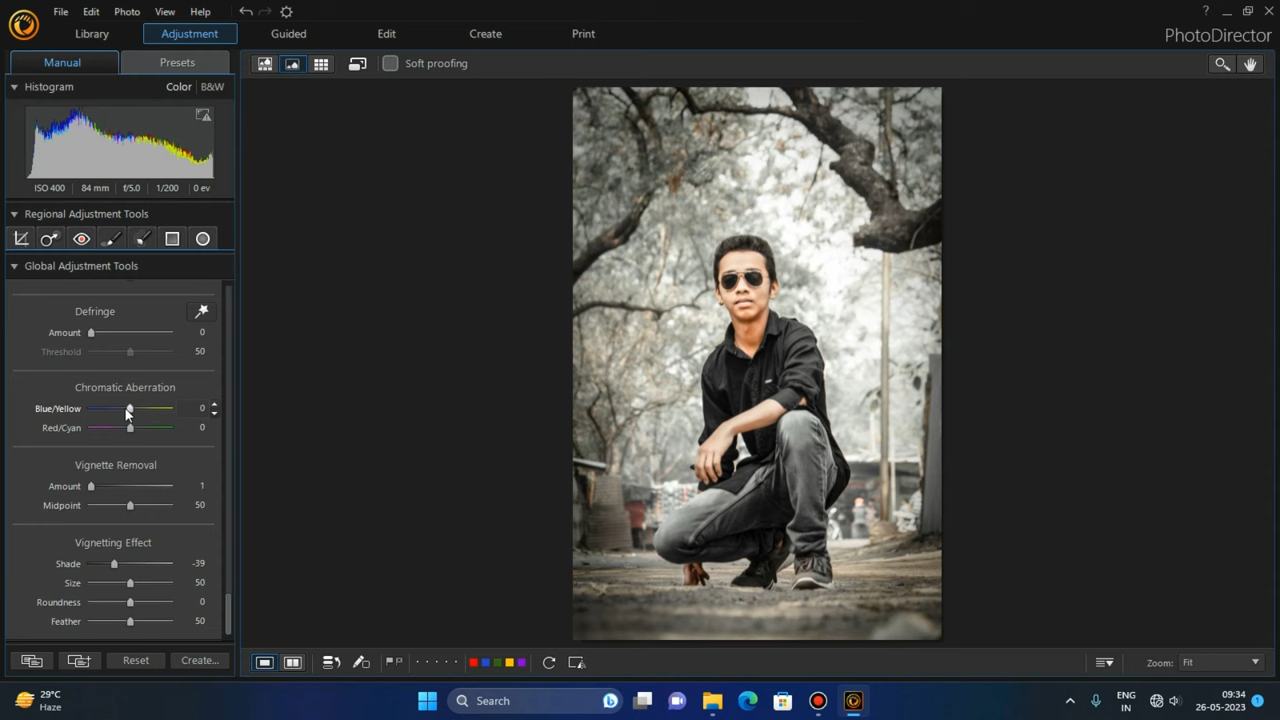 File Edit Photo View Help
Library Adjustment Guided Edit Create Print PhotoDirector
Manual Presets
Soft proofing
Histogram Color B&W
ISO 400 84 mm f/5.0 1/200 0 ev
Regional Adjustment Tools
Global Adjustment Tools
Defringe
Amount 0
Threshold 50
Chromatic Aberration
Blue/Yellow 0
Red/Cyan 0
Vignette Removal
Amount 1
Midpoint 50
Vignetting Effect
Shade -39
Size 50
Roundness 0
Feather 50
Reset Create...
Zoom: Fit
29°C
Haze
Search
ENG
IN
09:34
26-05-2023
1